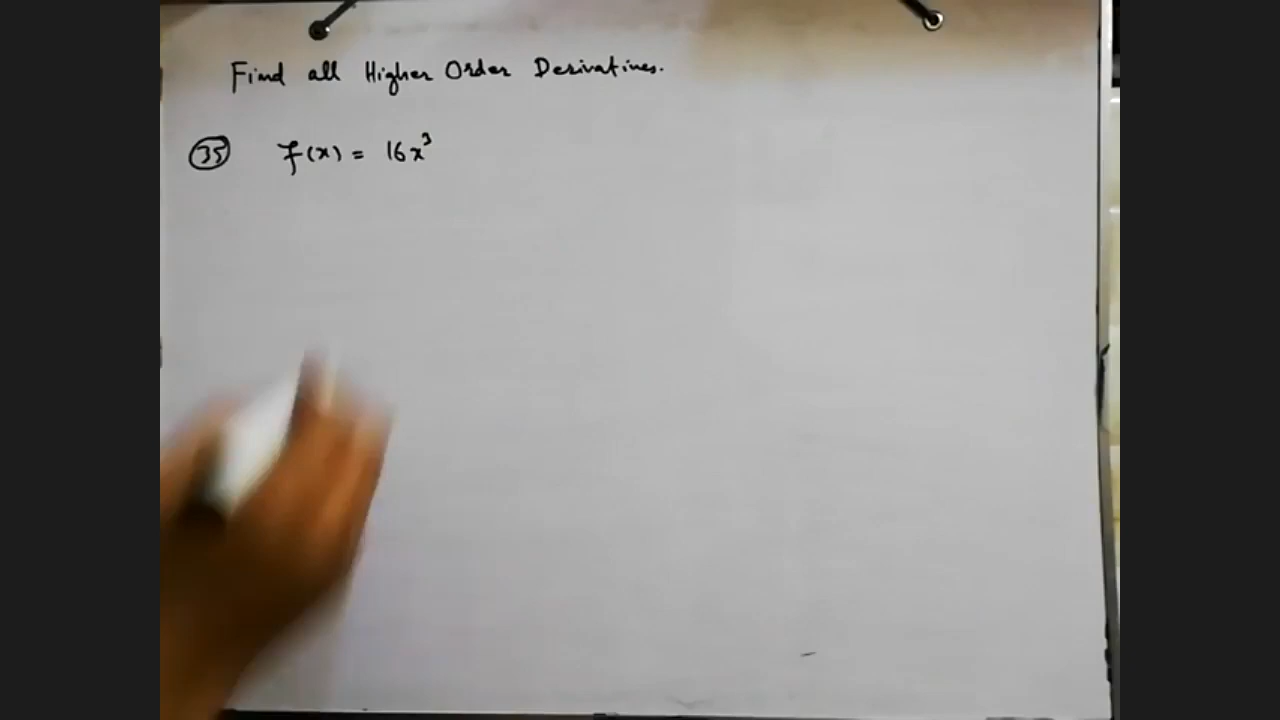 Find all Higher Order Derivatives.
35 f(x) = 16x³